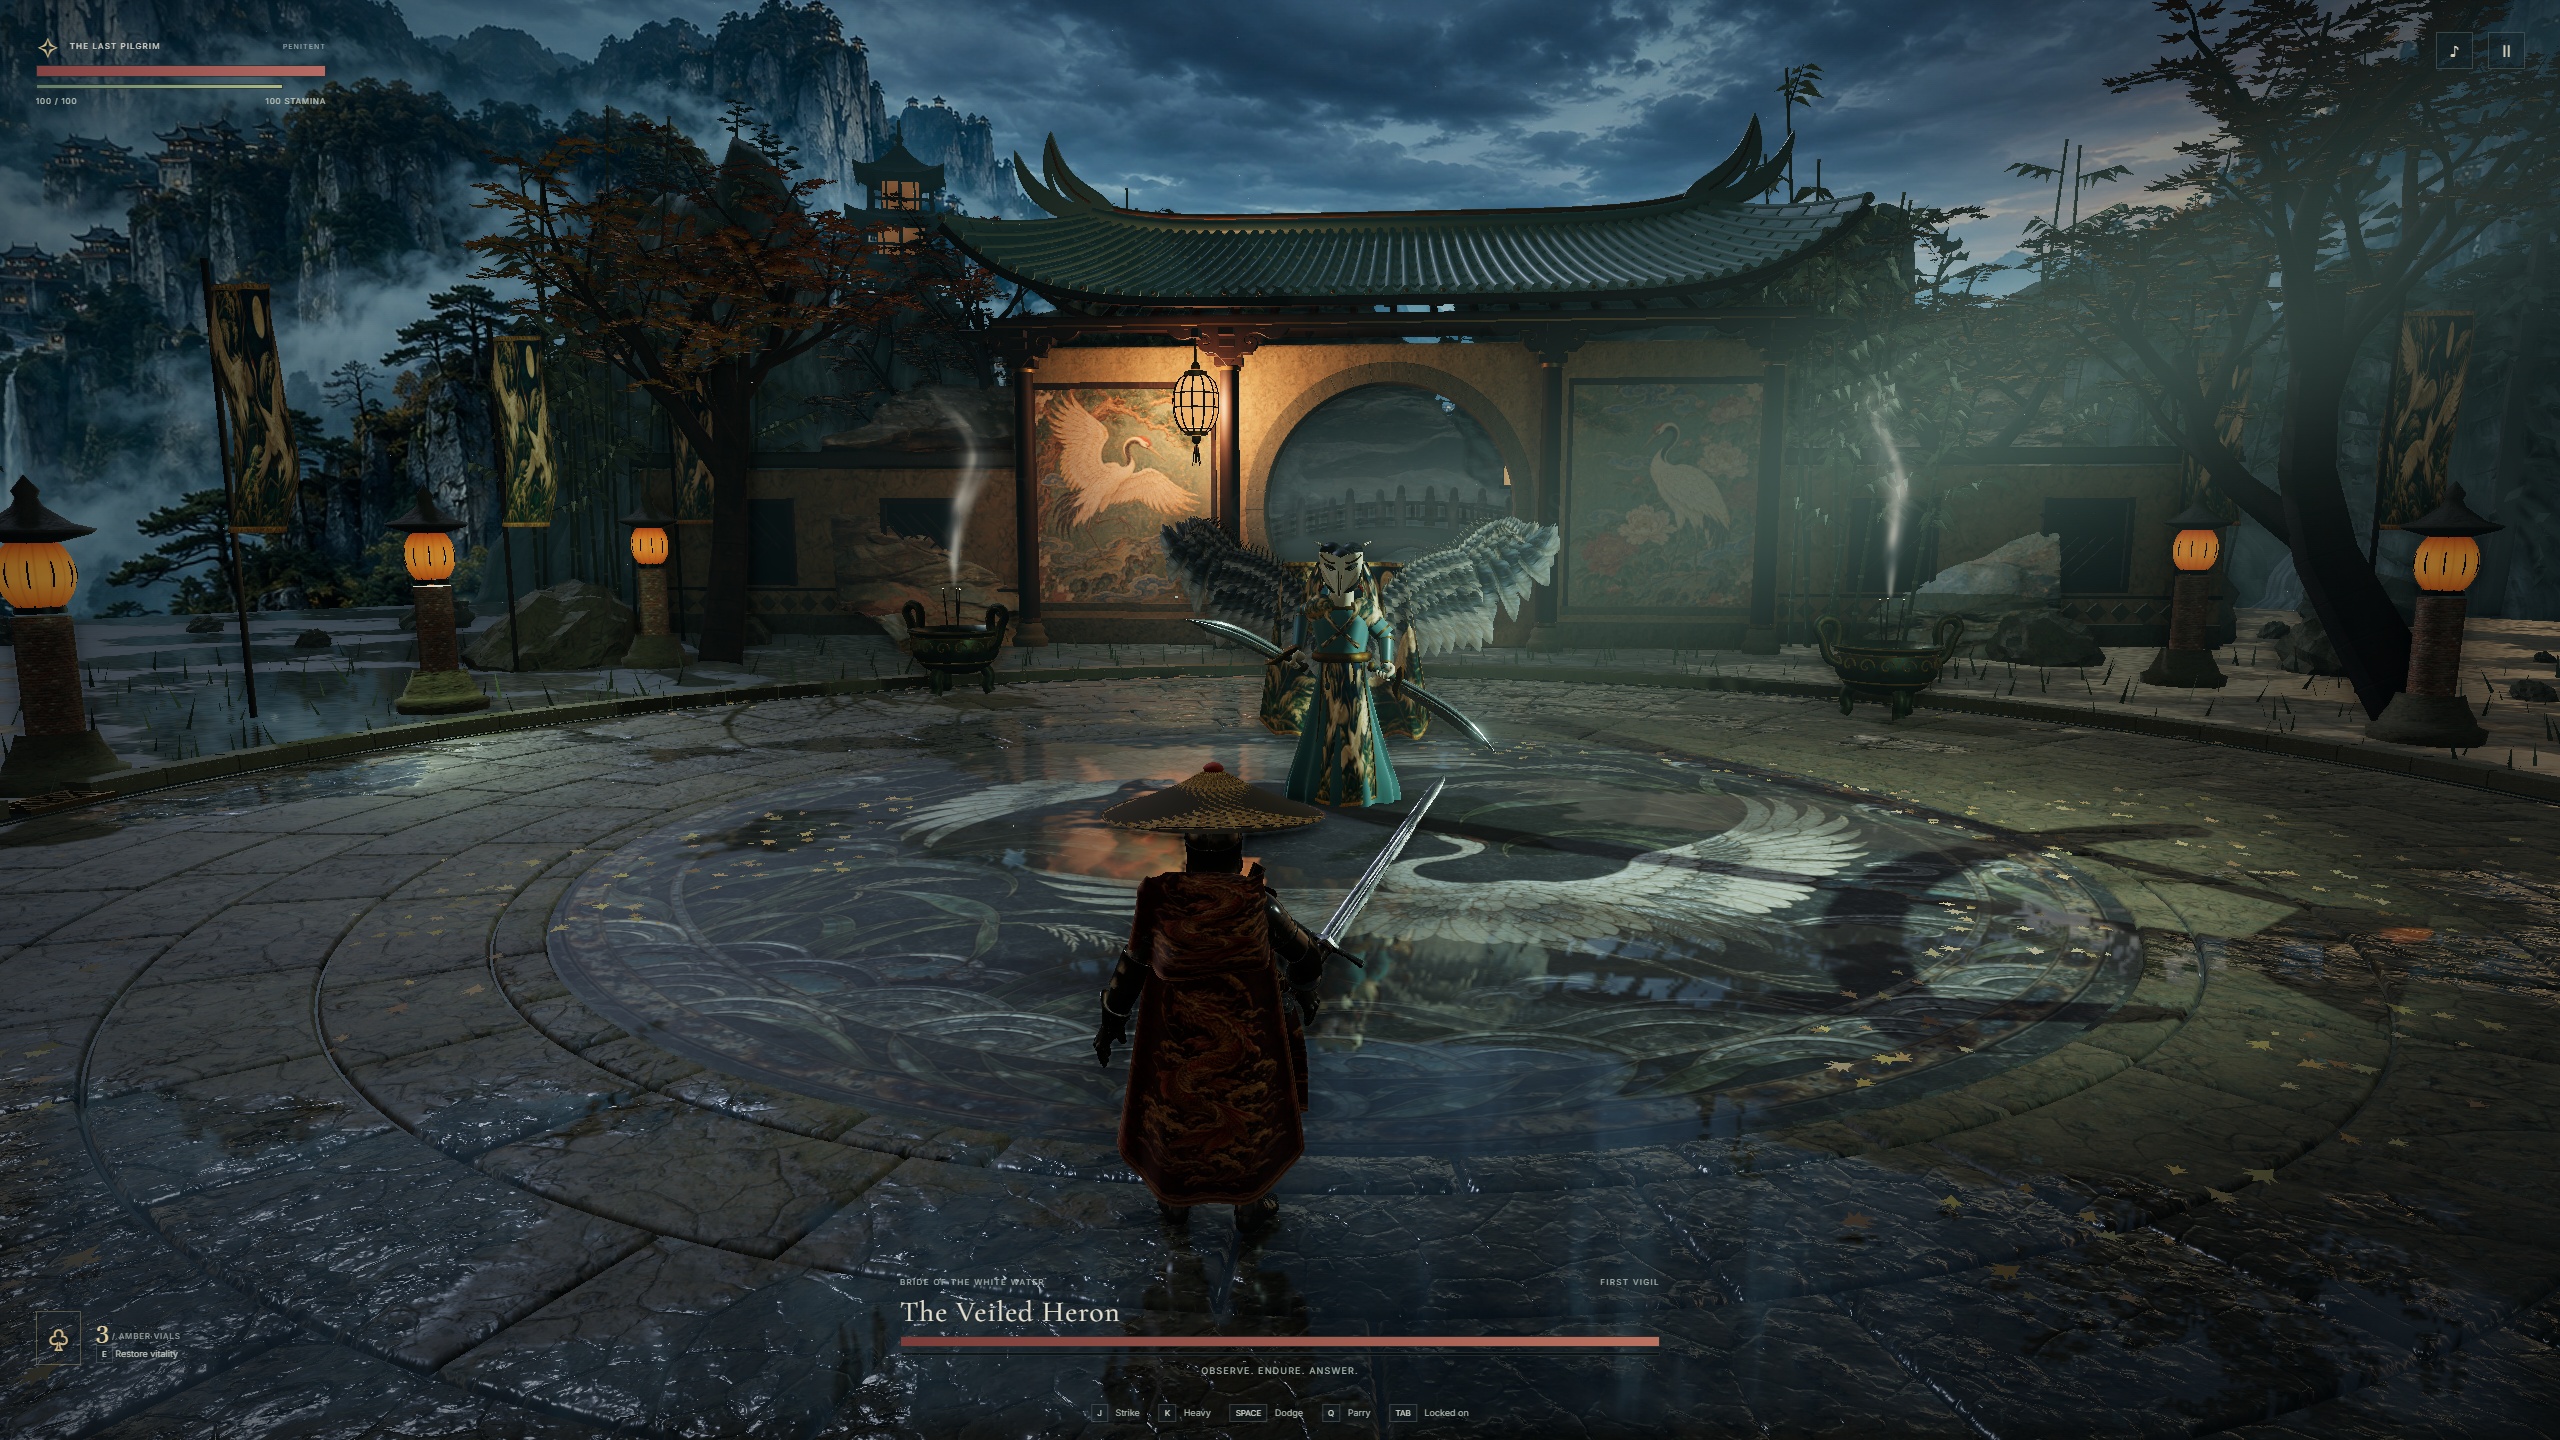 THE LAST PILGRIM
PENITENT
100 / 100
100 STAMINA
BRIDE OF THE WHITE WATER
FIRST VIGIL
The Veiled Heron
3 / AMBER VIALS
E Restore vitality
OBSERVE. ENDURE. ANSWER.
J Strike K Heavy SPACE Dodge Q Parry TAB Locked on